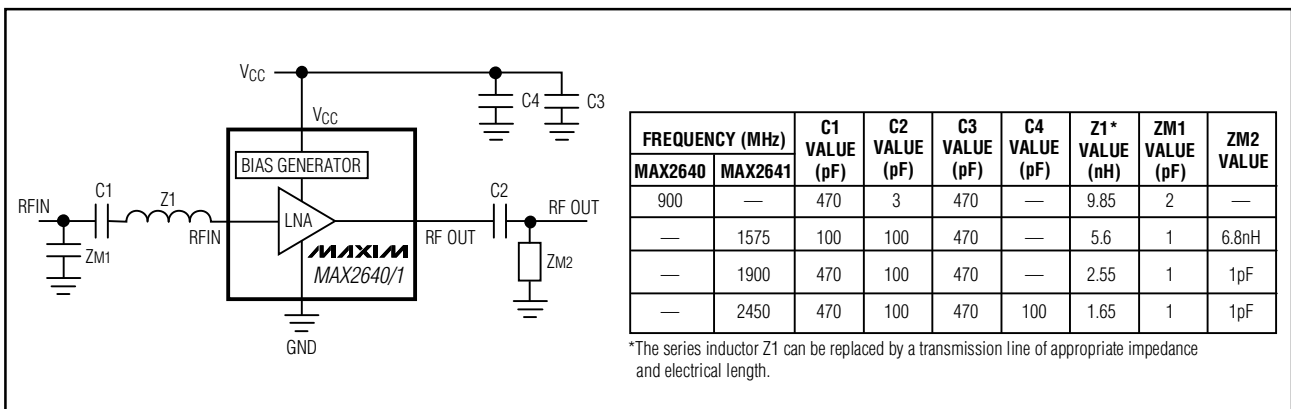 VCC
VCC
C4
C3
BIAS GENERATOR
C1
Z1
C2
RFIN
RFIN
LNA
RF OUT
RF OUT
ZM1
MAXIM
MAX2640/1
ZM2
GND
FREQUENCY (MHz) C1 VALUE (pF) C2 VALUE (pF) C3 VALUE (pF) C4 VALUE (pF) Z1* VALUE (nH) ZM1 VALUE (pF) ZM2 VALUE
MAX2640 MAX2641
900 — 470 3 470 — 9.85 2 —
— 1575 100 100 470 — 5.6 1 6.8nH
— 1900 470 100 470 — 2.55 1 1pF
— 2450 470 100 470 100 1.65 1 1pF
*The series inductor Z1 can be replaced by a transmission line of appropriate impedance
and electrical length.